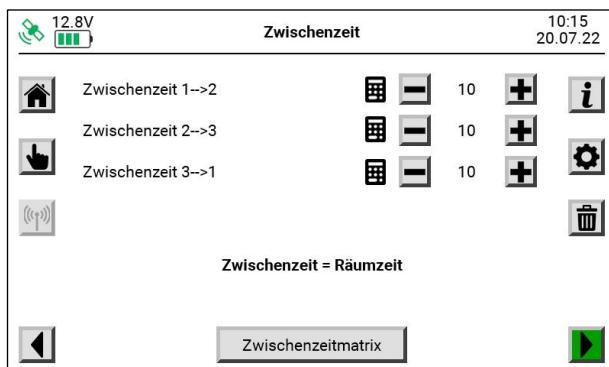 12.8V
Zwischenzeit
10:15
20.07.22
Zwischenzeit 1-->2
10
Zwischenzeit 2-->3
10
Zwischenzeit 3-->1
10
Zwischenzeit = Räumzeit
Zwischenzeitmatrix